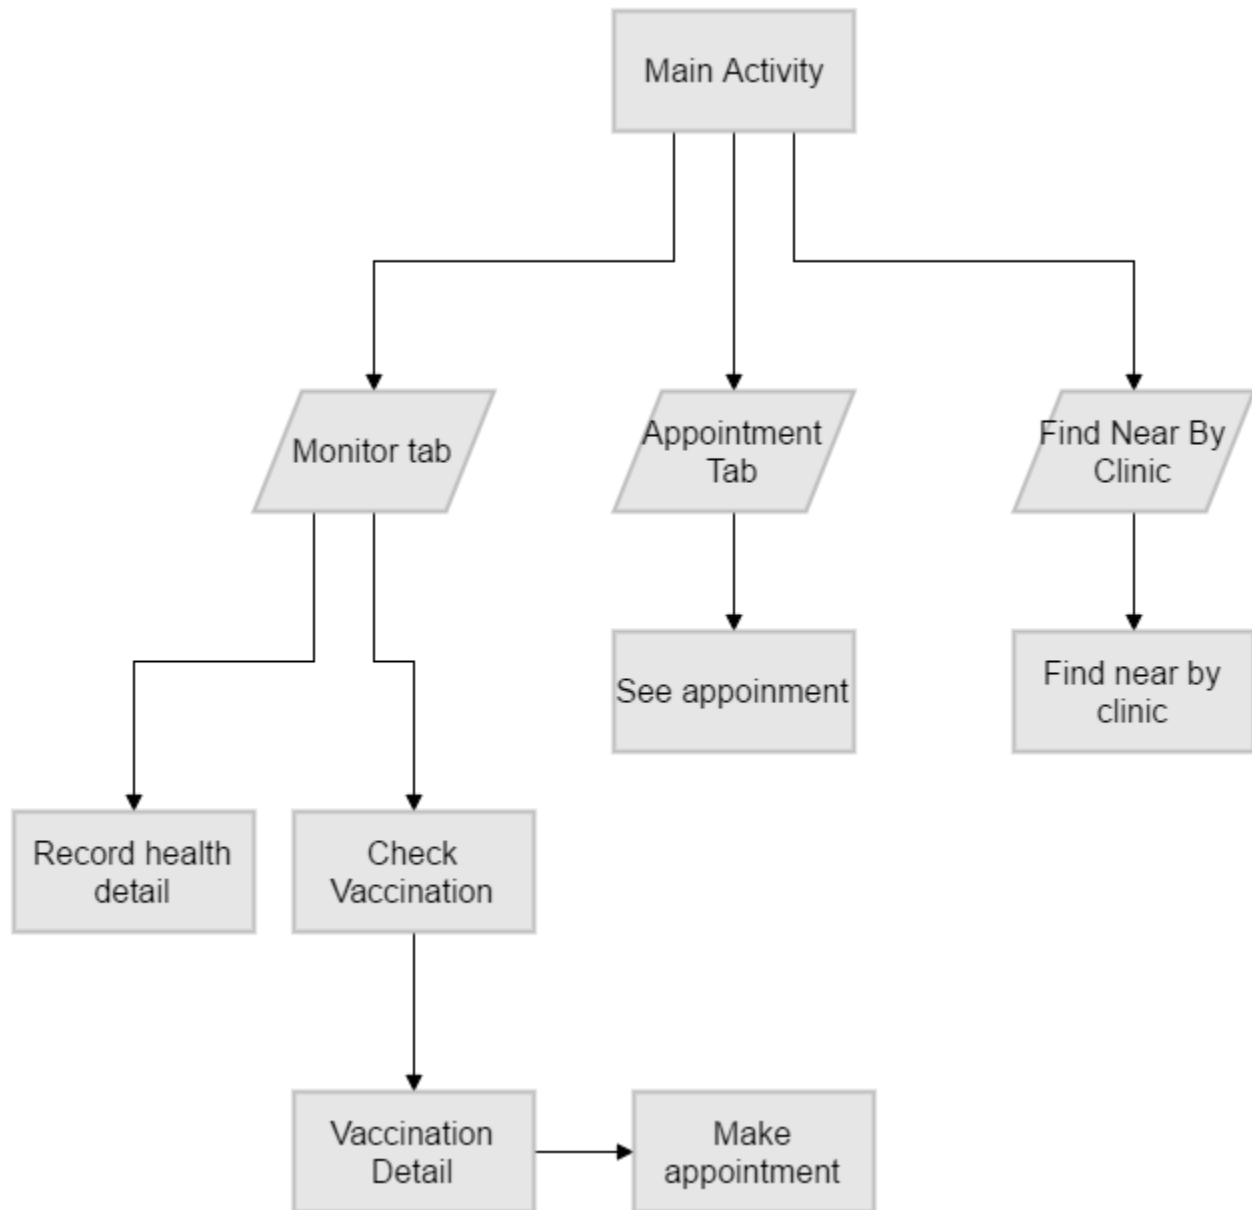 Main Activity
Monitor tab
Appointment
Tab
Find Near By
Clinic
See appoinment
Find near by
clinic
Record health
detail
Check
Vaccination
Vaccination
Detail
Make
appointment